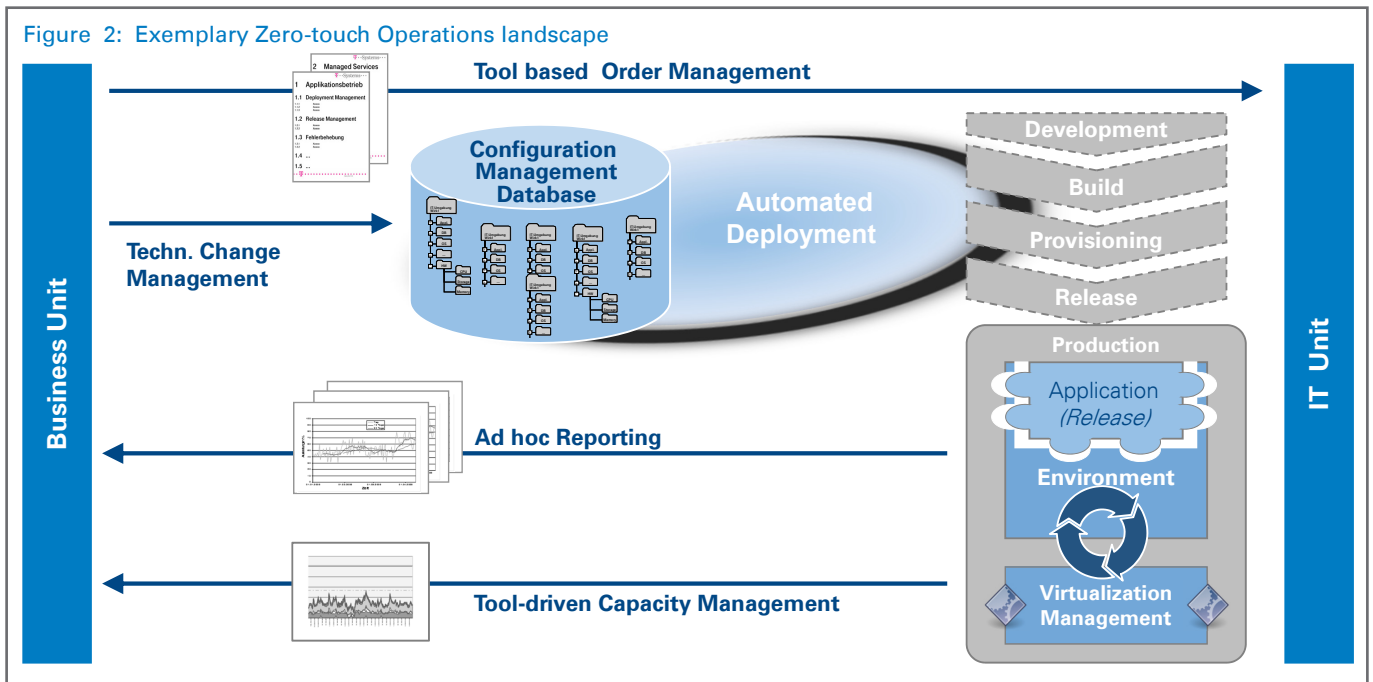 Figure 2: Exemplary Zero-touch Operations landscape
Business Unit
IT Unit
2 Managed Services
1 Applikationsbetrieb
1.1 Deployment Management
1.2 Release Management
1.3 Fehlerbehebung
1.4 ...
1.5 ...
Tool based Order Management
Techn. Change
Management
Configuration
Management
Database
Automated
Deployment
Development
Build
Provisioning
Release
Production
Application
(Release)
Environment
Virtualization
Management
Ad hoc Reporting
Tool-driven Capacity Management